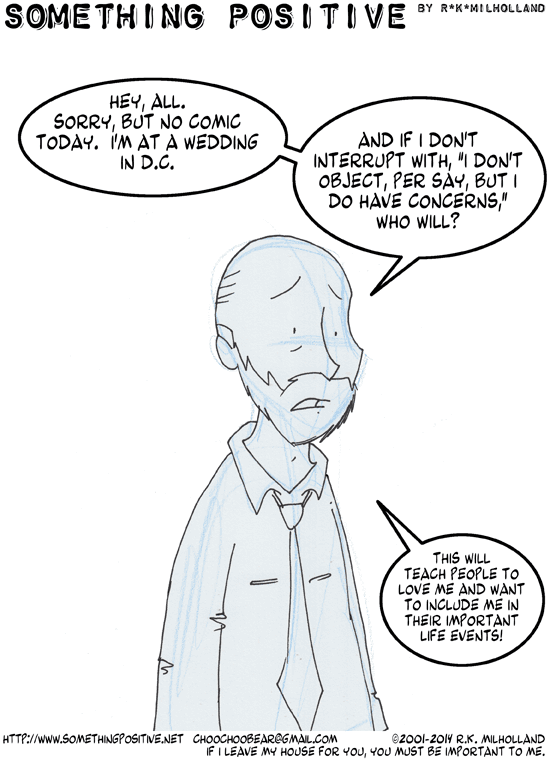 SOMETHING POSITIVE BY R*K*MILHOLLAND
HEY, ALL.
SORRY, BUT NO COMIC
TODAY. I'M AT A WEDDING
IN D.C.
AND IF I DON'T
INTERRUPT WITH, "I DON'T
OBJECT, PER SAY, BUT I
DO HAVE CONCERNS,"
WHO WILL?
THIS WILL
TEACH PEOPLE TO
LOVE ME AND WANT
TO INCLUDE ME IN
THEIR IMPORTANT
LIFE EVENTS!
HTTP://WWW.SOMETHINGPOSITIVE.NET CHOOCHOOBEAR@GMAIL.COM ©2001-2014 R.K. MILHOLLAND
IF I LEAVE MY HOUSE FOR YOU, YOU MUST BE IMPORTANT TO ME.